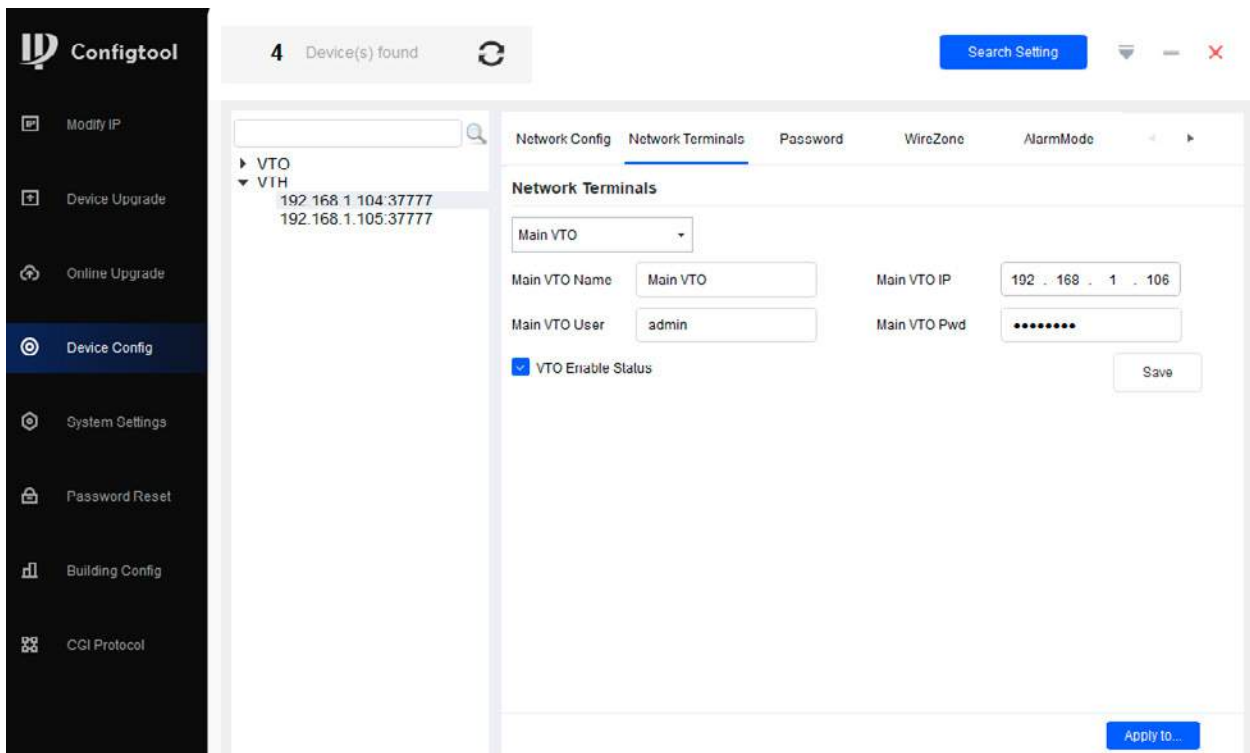 Configtool
4 Device(s) found
Search Setting
Modify IP
Device Upgrade
Online Upgrade
Device Config
System Settings
Password Reset
Building Config
CGI Protocol
VTO
VTH
192.168.1.104:37777
192.168.1.105:37777
Network Config Network Terminals Password WireZone AlarmMode
Network Terminals
Main VTO
Main VTO Name Main VTO Main VTO IP 192 . 168 . 1 . 106
Main VTO User admin Main VTO Pwd ••••••••
VTO Enable Status
Save
Apply to...